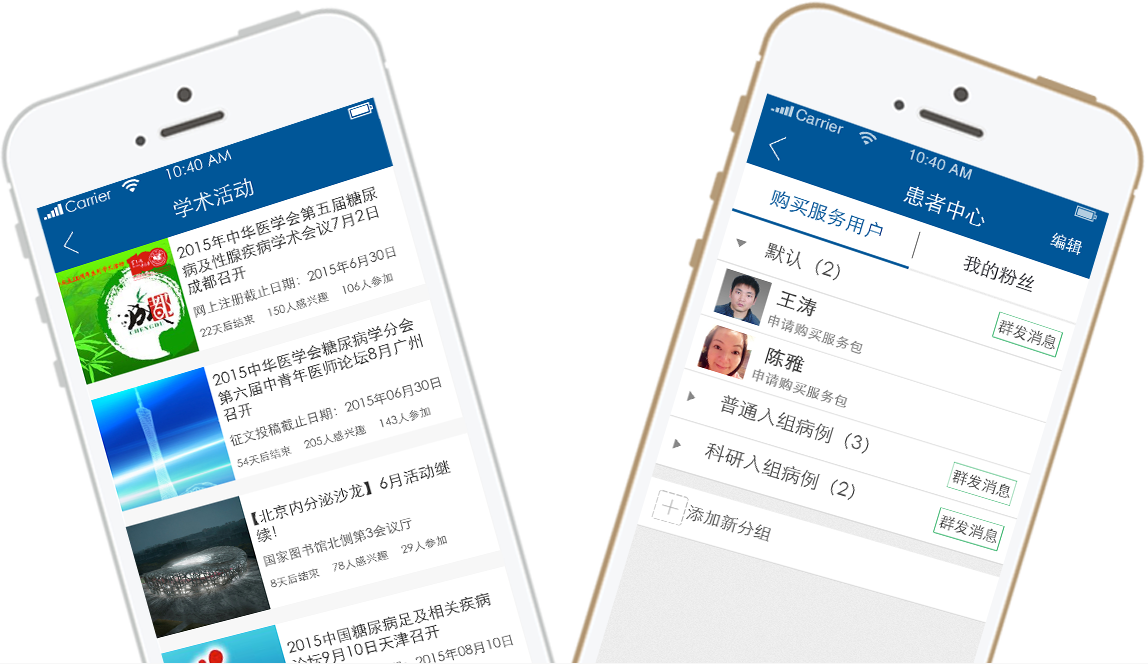 Carrier
10:40 AM
学术活动
CHENGDU
2015年中华医学会第五届糖尿
病及性腺疾病学术会议7月2日
成都召开
网上注册截止日期：2015年6月30日
22天后结束 150人感兴趣 106人参加
2015年中华医学会糖尿病学分会
第六届中青年医师论坛8月广州
召开
征文投稿截止日期：2015年06月30日
54天后结束 205人感兴趣 143人参加
【北京内分泌沙龙】6月活动继
续！
国家图书馆北侧第3会议厅
8天后结束 78人感兴趣 29人参加
2015中国糖尿病足及相关疾病
论坛9月10日天津召开
2015年08月10日
Carrier
10:40 AM
患者中心
编辑
购买服务用户
我的粉丝
默认（2）
群发消息
王涛
申请购买服务包
陈雅
申请购买服务包
普通入组病例（3）
群发消息
科研入组病例（2）
群发消息
添加新分组